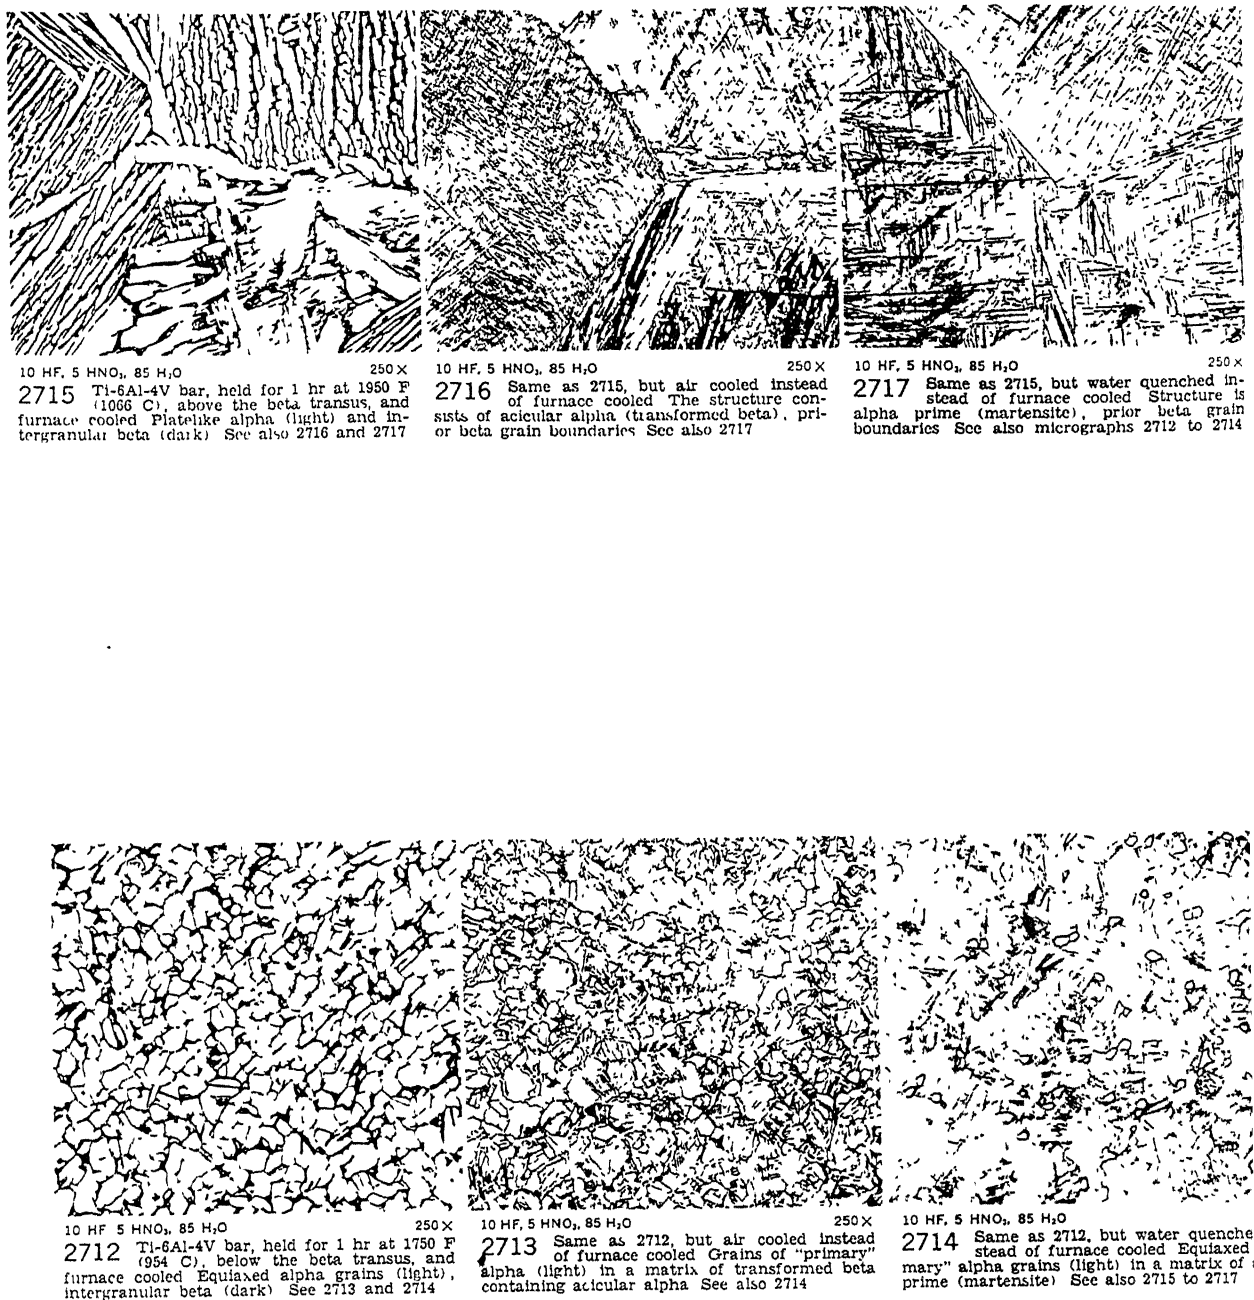 10 HF, 5 HNO₃, 85 H₂O 250 X
2715 Ti-6Al-4V bar, held for 1 hr at 1950 F
(1066 C), above the beta transus, and
furnace cooled Platelike alpha (light) and in-
tergranular beta (dark) See also 2716 and 2717
10 HF, 5 HNO₃, 85 H₂O 250 X
2716 Same as 2715, but air cooled instead
of furnace cooled The structure con-
sists of acicular alpha (transformed beta), pri-
or beta grain boundaries See also 2717
10 HF, 5 HNO₃, 85 H₂O 250 X
2717 Same as 2715, but water quenched in-
stead of furnace cooled Structure is
alpha prime (martensite), prior beta grain
boundaries See also micrographs 2712 to 2714
10 HF 5 HNO₃, 85 H₂O 250 X
2712 Ti-6Al-4V bar, held for 1 hr at 1750 F
(954 C), below the beta transus, and
furnace cooled Equiaxed alpha grains (light),
intergranular beta (dark) See 2713 and 2714
10 HF, 5 HNO₃, 85 H₂O 250 X
2713 Same as 2712, but air cooled instead
of furnace cooled Grains of "primary"
alpha (light) in a matrix of transformed beta
containing acicular alpha See also 2714
10 HF, 5 HNO₃, 85 H₂O
2714 Same as 2712, but water quenche
stead of furnace cooled Equiaxed
mary" alpha grains (light) in a matrix of
prime (martensite) See also 2715 to 2717